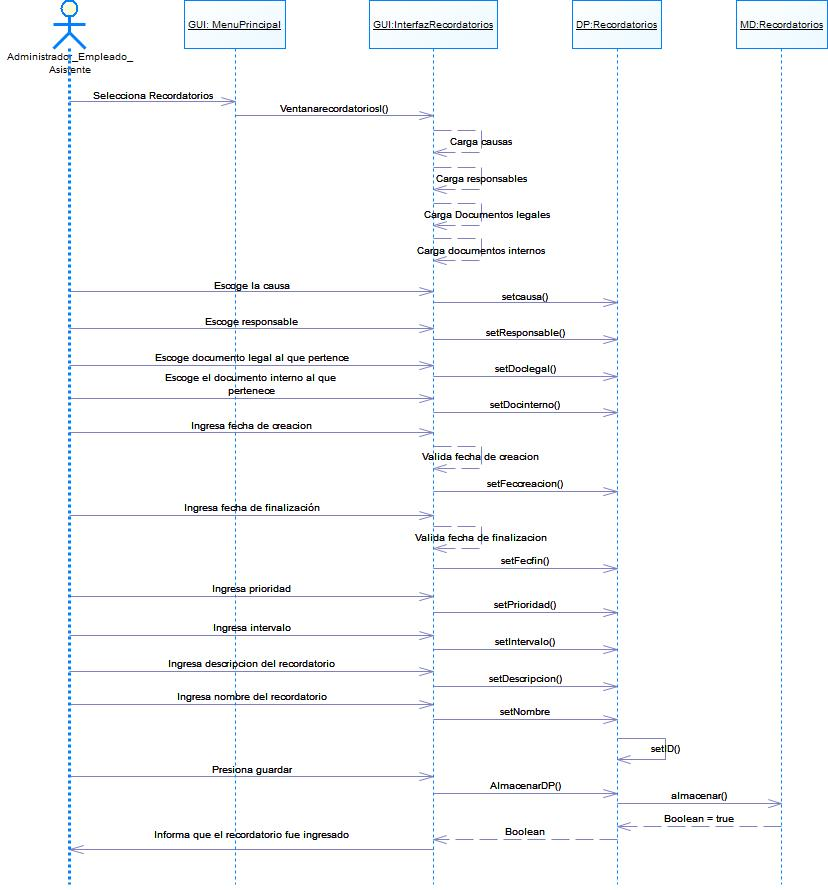 GUI: MenuPrincipal
GUI:InterfazRecordatorios
DP:Recordatorios
MD:Recordatorios
Administrador_Empleado_
Asistente
Selecciona Recordatorios
VentanarecordatoriosI()
Carga causas
Carga responsables
Carga Documentos legales
Carga documentos internos
Escoge la causa
setcausa()
Escoge responsable
setResponsable()
Escoge documento legal al que pertence
setDoclegal()
Escoge el documento interno al que
pertenece
setDocinterno()
Ingresa fecha de creacion
Valida fecha de creacion
setFeccreacion()
Ingresa fecha de finalización
Valida fecha de finalizacion
setFecfin()
Ingresa prioridad
setPrioridad()
Ingresa intervalo
setIntervalo()
Ingresa descripcion del recordatorio
setDescripcion()
Ingresa nombre del recordatorio
setNombre
setID()
Presiona guardar
AlmacenarDP()
almacenar()
Boolean = true
Boolean
Informa que el recordatorio fue ingresado